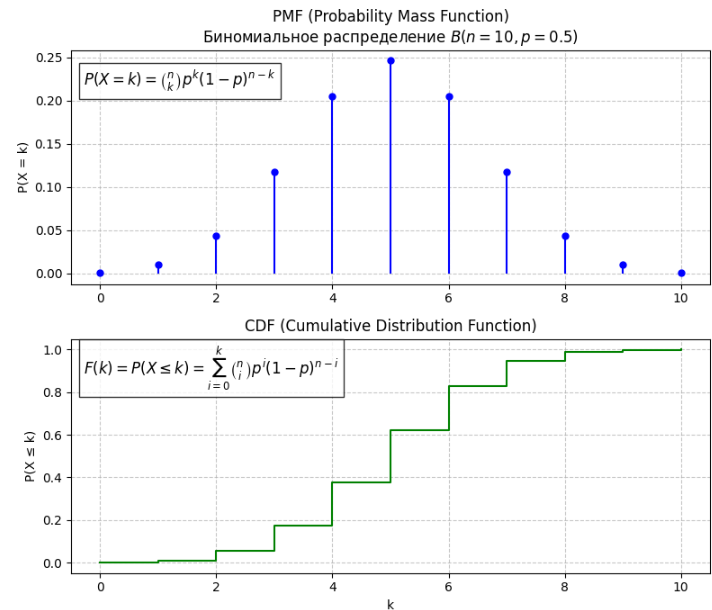 PMF (Probability Mass Function)
Биномиальное распределение B(n = 10, p = 0.5)
P(X = k) = (n k) p^k (1 − p)^{n−k}
P(X = k)
0.25
0.20
0.15
0.10
0.05
0.00
0 2 4 6 8 10
CDF (Cumulative Distribution Function)
F(k) = P(X ≤ k) = ∑_{i=0}^{k} (n i) p^i (1 − p)^{n−i}
P(X ≤ k)
1.0
0.8
0.6
0.4
0.2
0.0
0 2 4 6 8 10
k